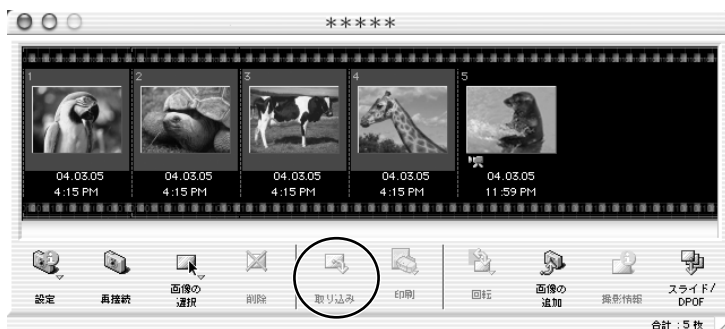 *****
1 2 3 4 5
04.03.05 04.03.05 04.03.05 04.03.05 04.03.05
4:15 PM 4:15 PM 4:15 PM 4:15 PM 11:59 PM
設定 再接続 画像の選択 削除 取り込み 印刷 回転 画像の追加 撮影情報 スライド/DPOF
合計:5枚